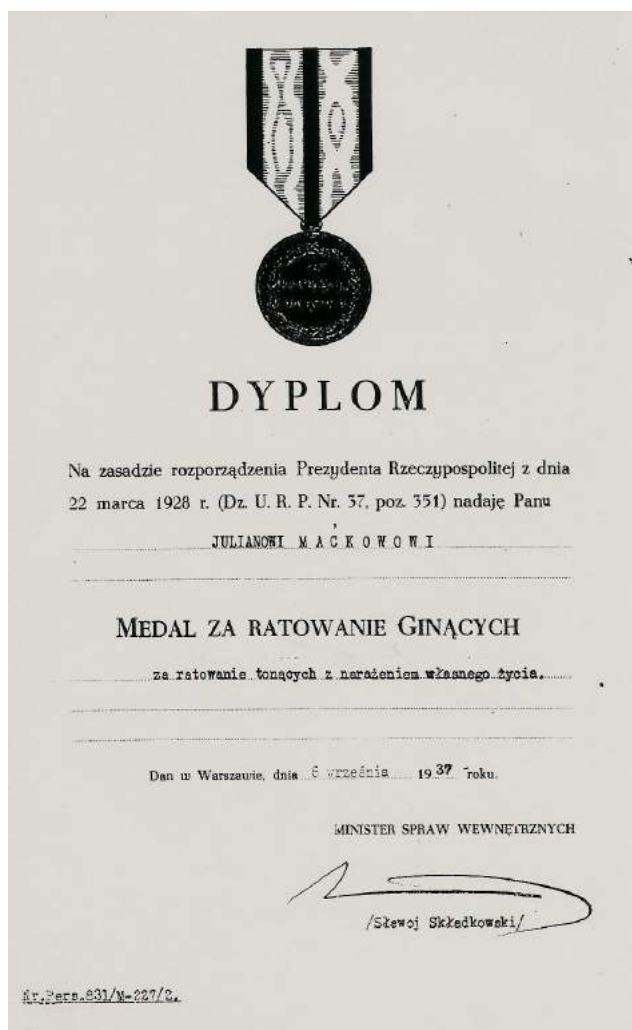 DYPLOM
Na zasadzie rozporządzenia Prezydenta Rzeczypospolitej z dnia
22 marca 1928 r. (Dz. U. R. P. Nr. 37, poz. 351) nadaję Panu
JULIANOWI MAĆKOWOWI
MEDAL ZA RATOWANIE GINĄCYCH
za ratowanie tonących z narażeniem własnego życia.
Dan w Warszawie, dnia 6 września 1937 roku.
MINISTER SPRAW WEWNĘTRZNYCH
/Sławoj Składkowski/
Nr.Pers.831/M-227/2.